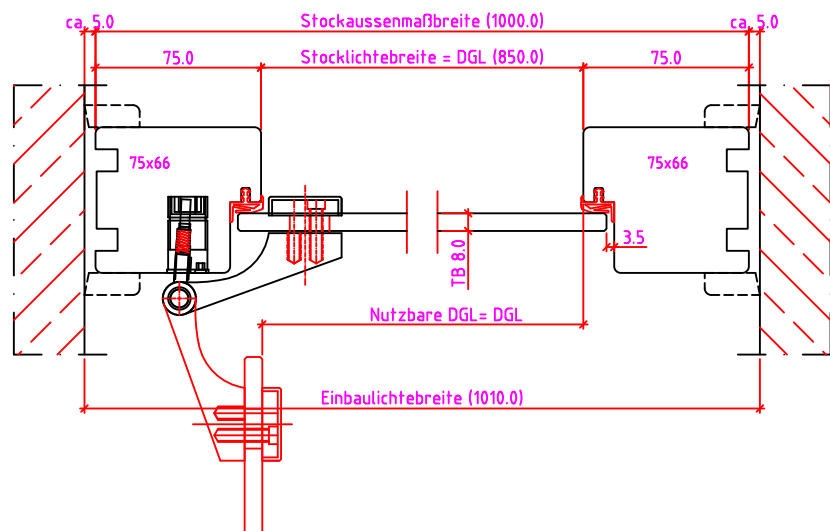 ca. 5.0
Stockaussenmaßbreite (1000.0)
ca. 5.0
75.0
Stocklichtebreite = DGL (850.0)
75.0
75x66
75x66
3.5
TB 8.0
Nutzbare DGL= DGL
Einbaulichtebreite (1010.0)